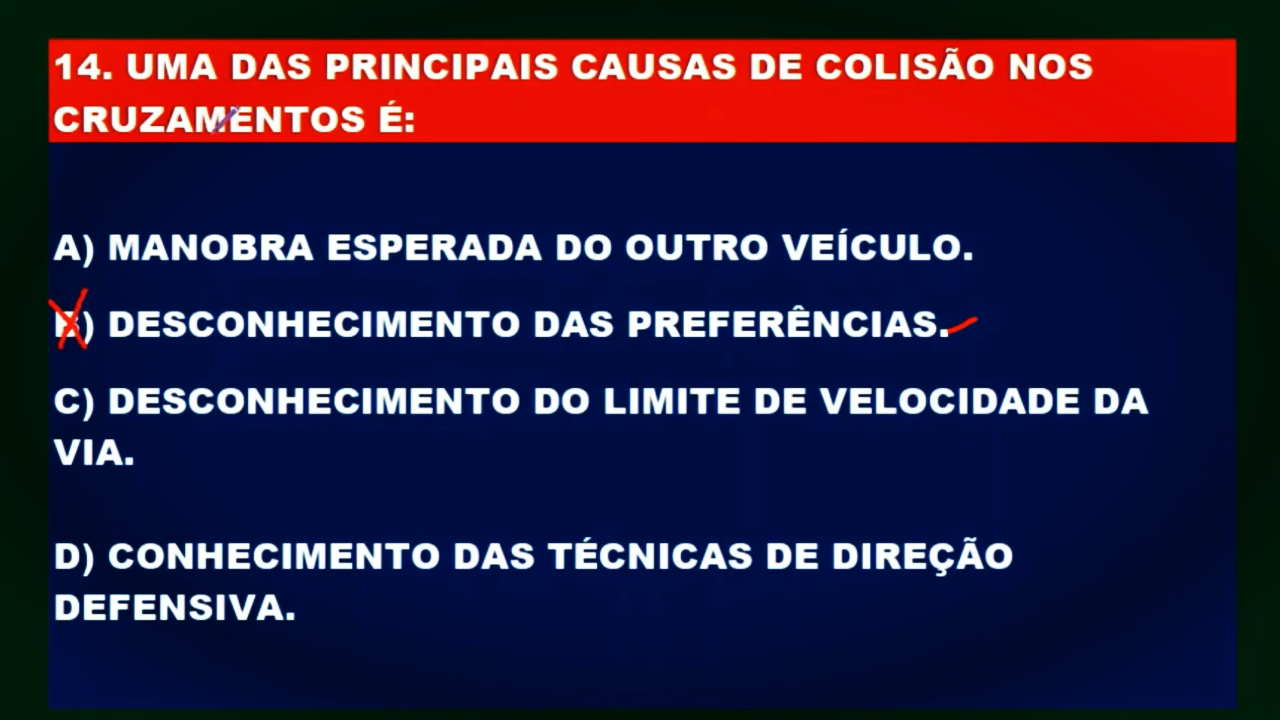 14. UMA DAS PRINCIPAIS CAUSAS DE COLISÃO NOS
CRUZAMENTOS É:
A) MANOBRA ESPERADA DO OUTRO VEÍCULO.
B) DESCONHECIMENTO DAS PREFERÊNCIAS.
C) DESCONHECIMENTO DO LIMITE DE VELOCIDADE DA
VIA.
D) CONHECIMENTO DAS TÉCNICAS DE DIREÇÃO
DEFENSIVA.